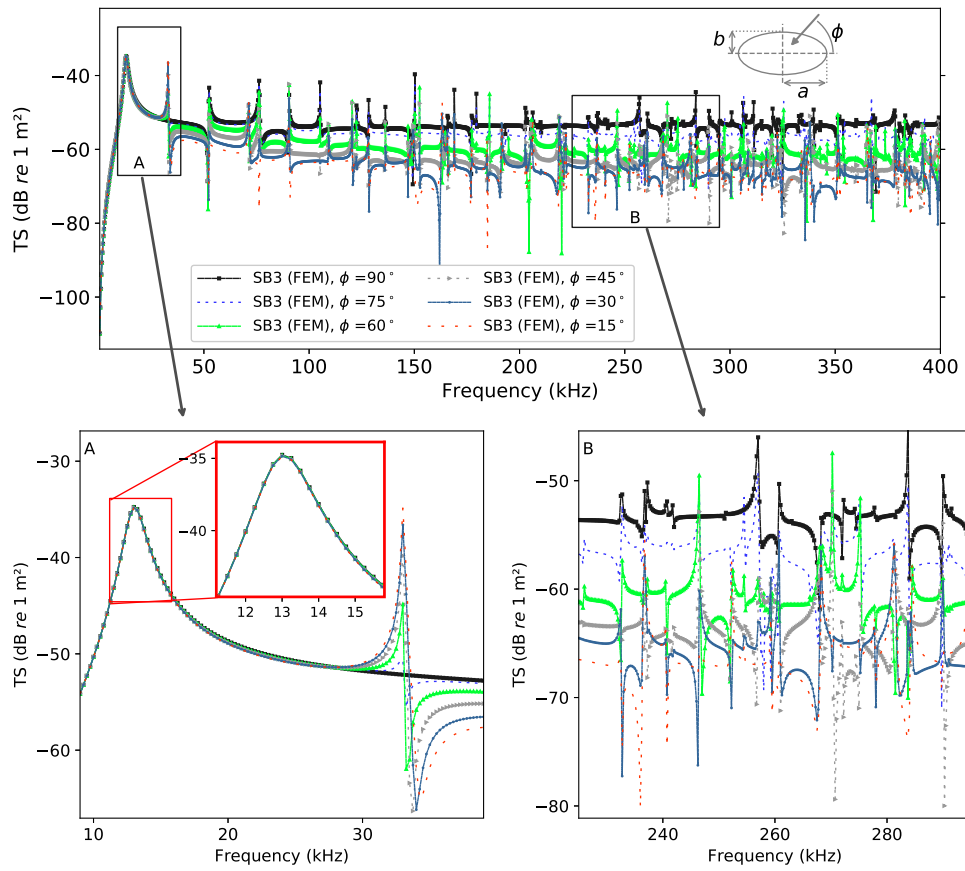 −40
−60
−80
−100
TS (dB re 1 m²)
A
B
b
ϕ
a
SB3 (FEM), ϕ =90°
SB3 (FEM), ϕ =75°
SB3 (FEM), ϕ =60°
SB3 (FEM), ϕ =45°
SB3 (FEM), ϕ =30°
SB3 (FEM), ϕ =15°
50 100 150 200 250 300 350 400
Frequency (kHz)
A
−30
−40
−50
−60
TS (dB re 1 m²)
−35
−40
12 13 14 15
10 20 30
Frequency (kHz)
B
−50
−60
−70
−80
TS (dB re 1 m²)
240 260 280
Frequency (kHz)